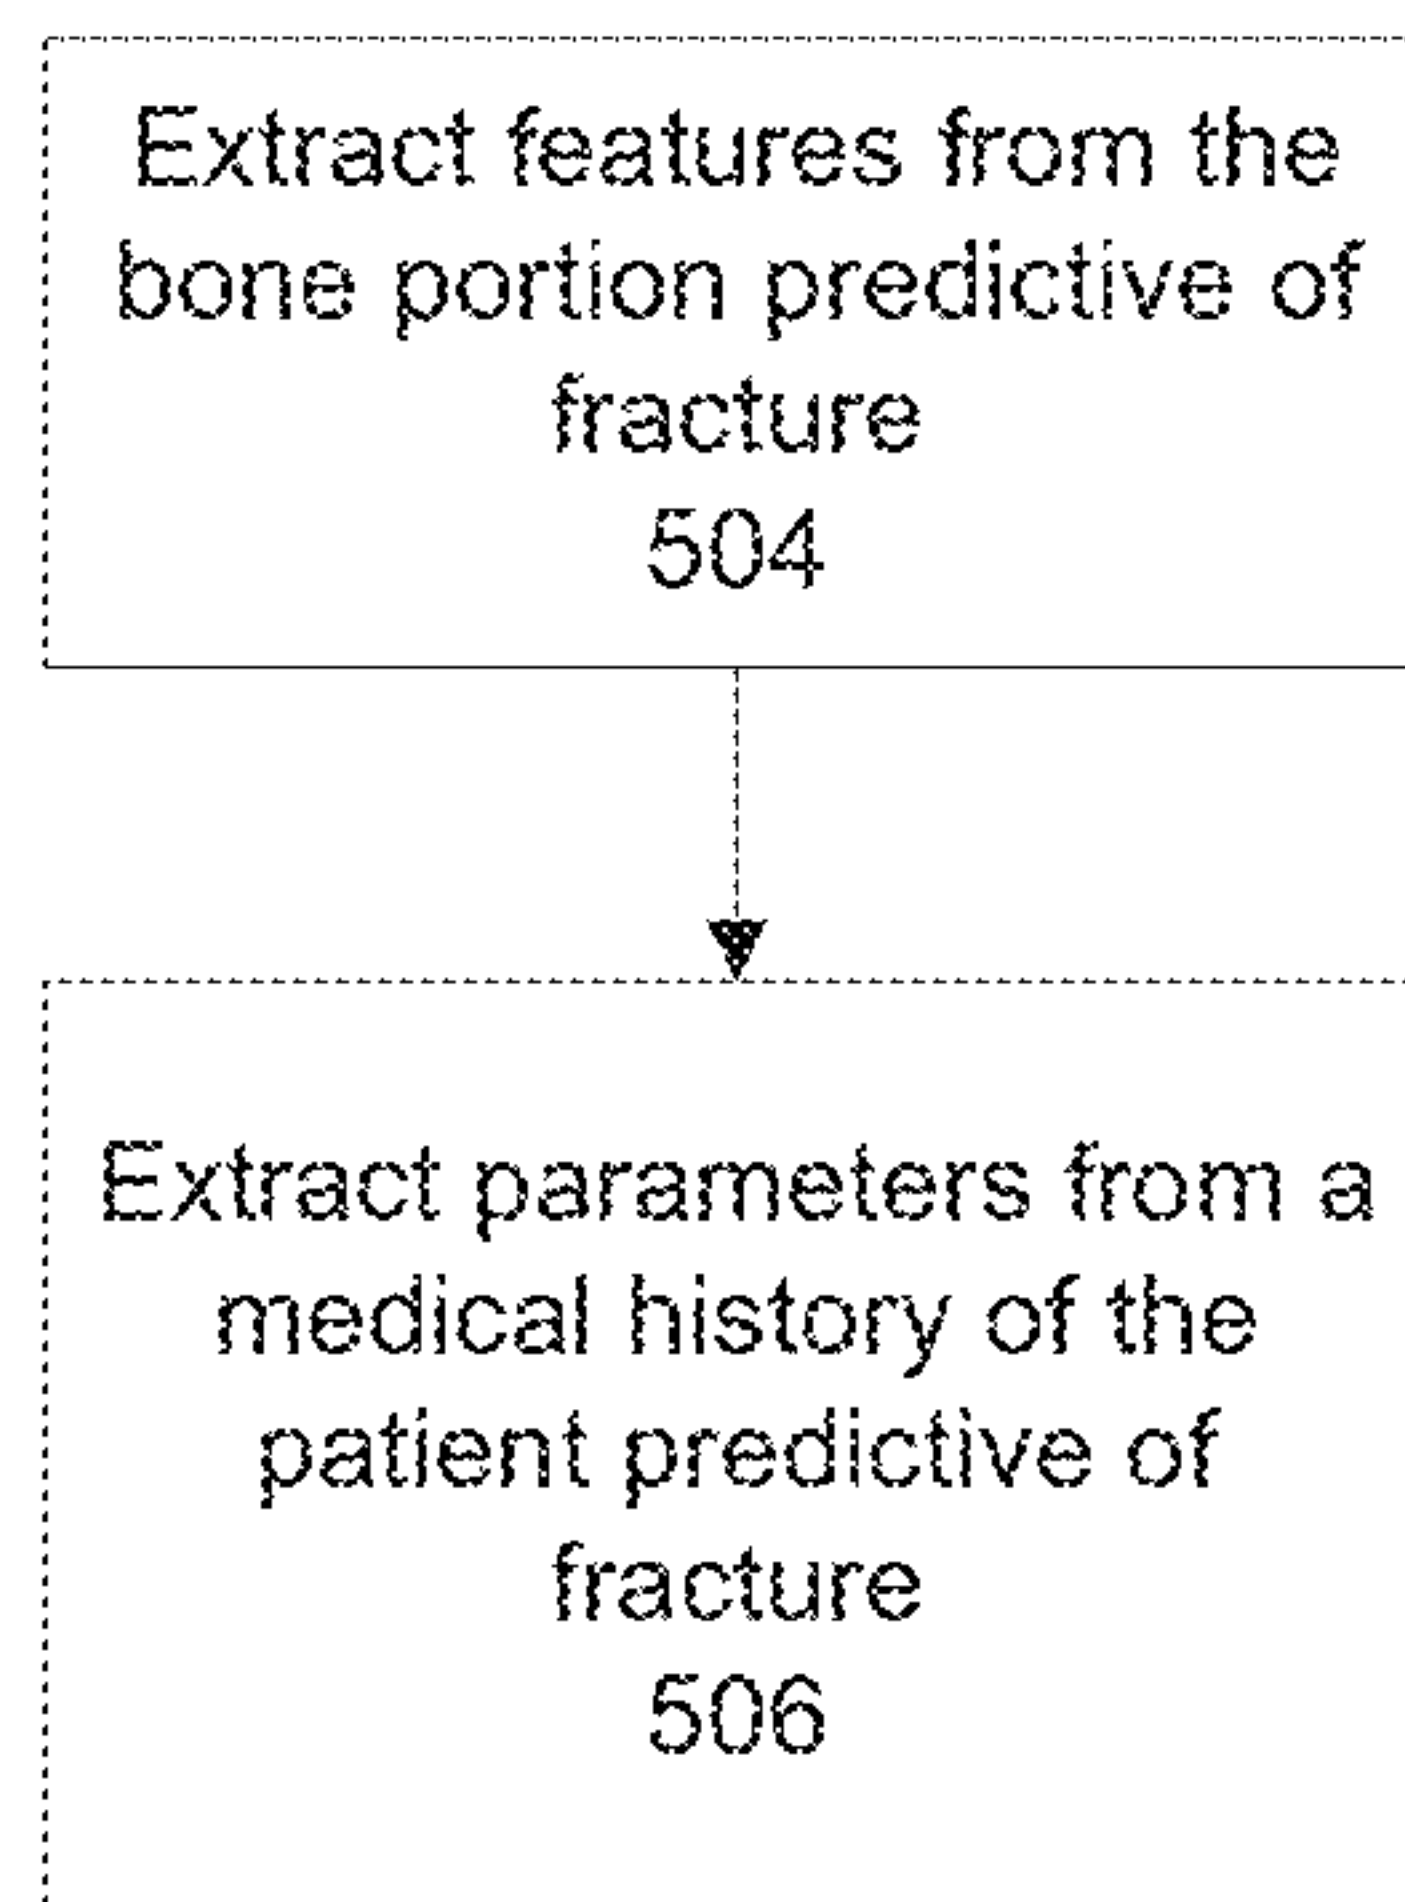 Extract features from the
bone portion predictive of
fracture
504
Extract parameters from a
medical history of the
patient predictive of
fracture
506